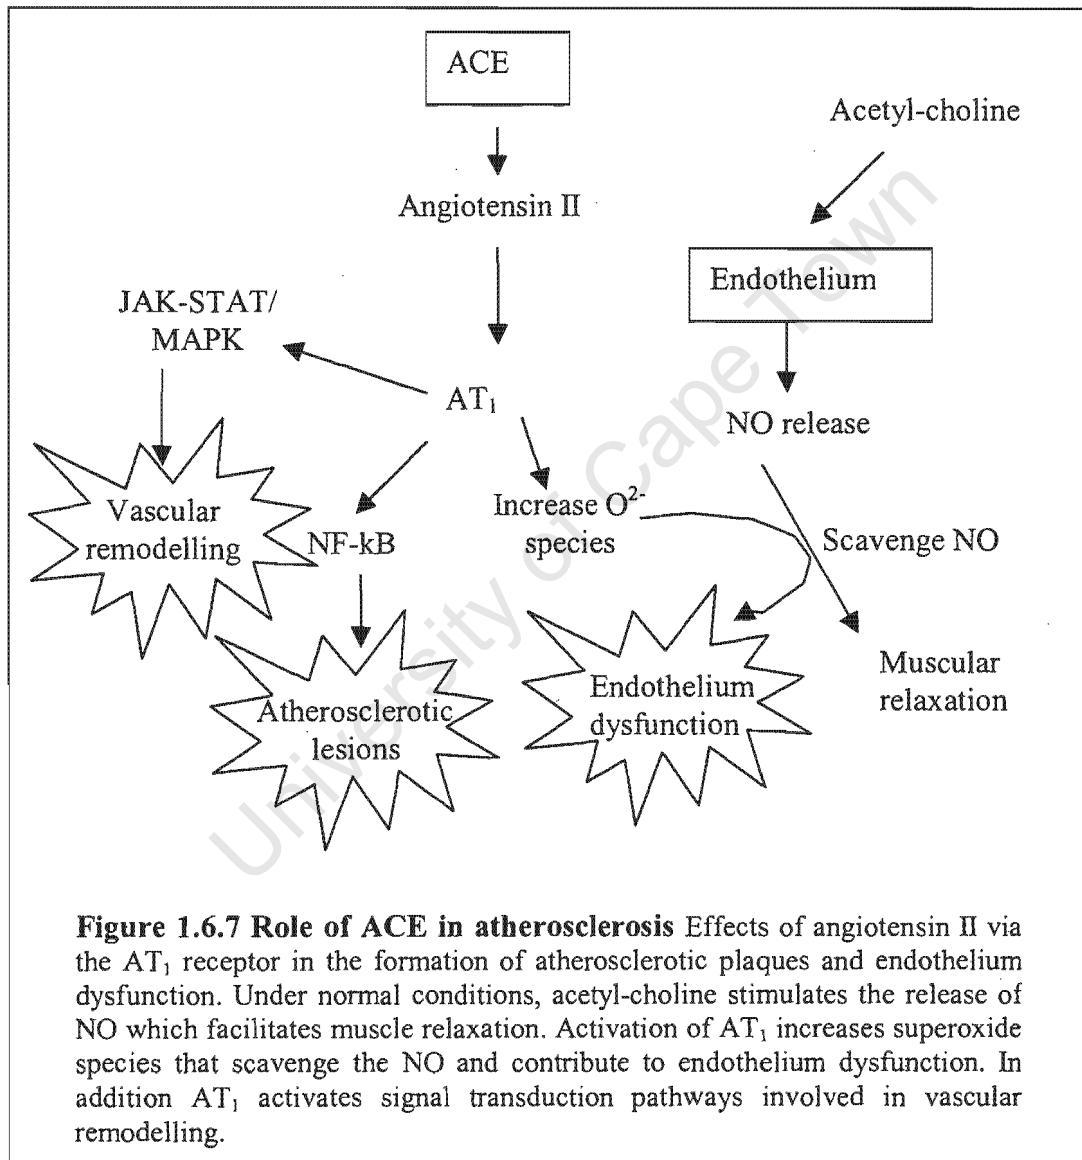 ACE
Acetyl-choline
Angiotensin II
Endothelium
JAK-STAT/
MAPK
AT₁
NO release
Vascular
remodelling
NF-kB
Increase O²⁻
species
Scavenge NO
Muscular
relaxation
Endothelium
dysfunction
Atherosclerotic
lesions
University of Cape Town
Figure 1.6.7 Role of ACE in atherosclerosis Effects of angiotensin II via
the AT₁ receptor in the formation of atherosclerotic plaques and endothelium
dysfunction. Under normal conditions, acetyl-choline stimulates the release of
NO which facilitates muscle relaxation. Activation of AT₁ increases superoxide
species that scavenge the NO and contribute to endothelium dysfunction. In
addition AT₁ activates signal transduction pathways involved in vascular
remodelling.